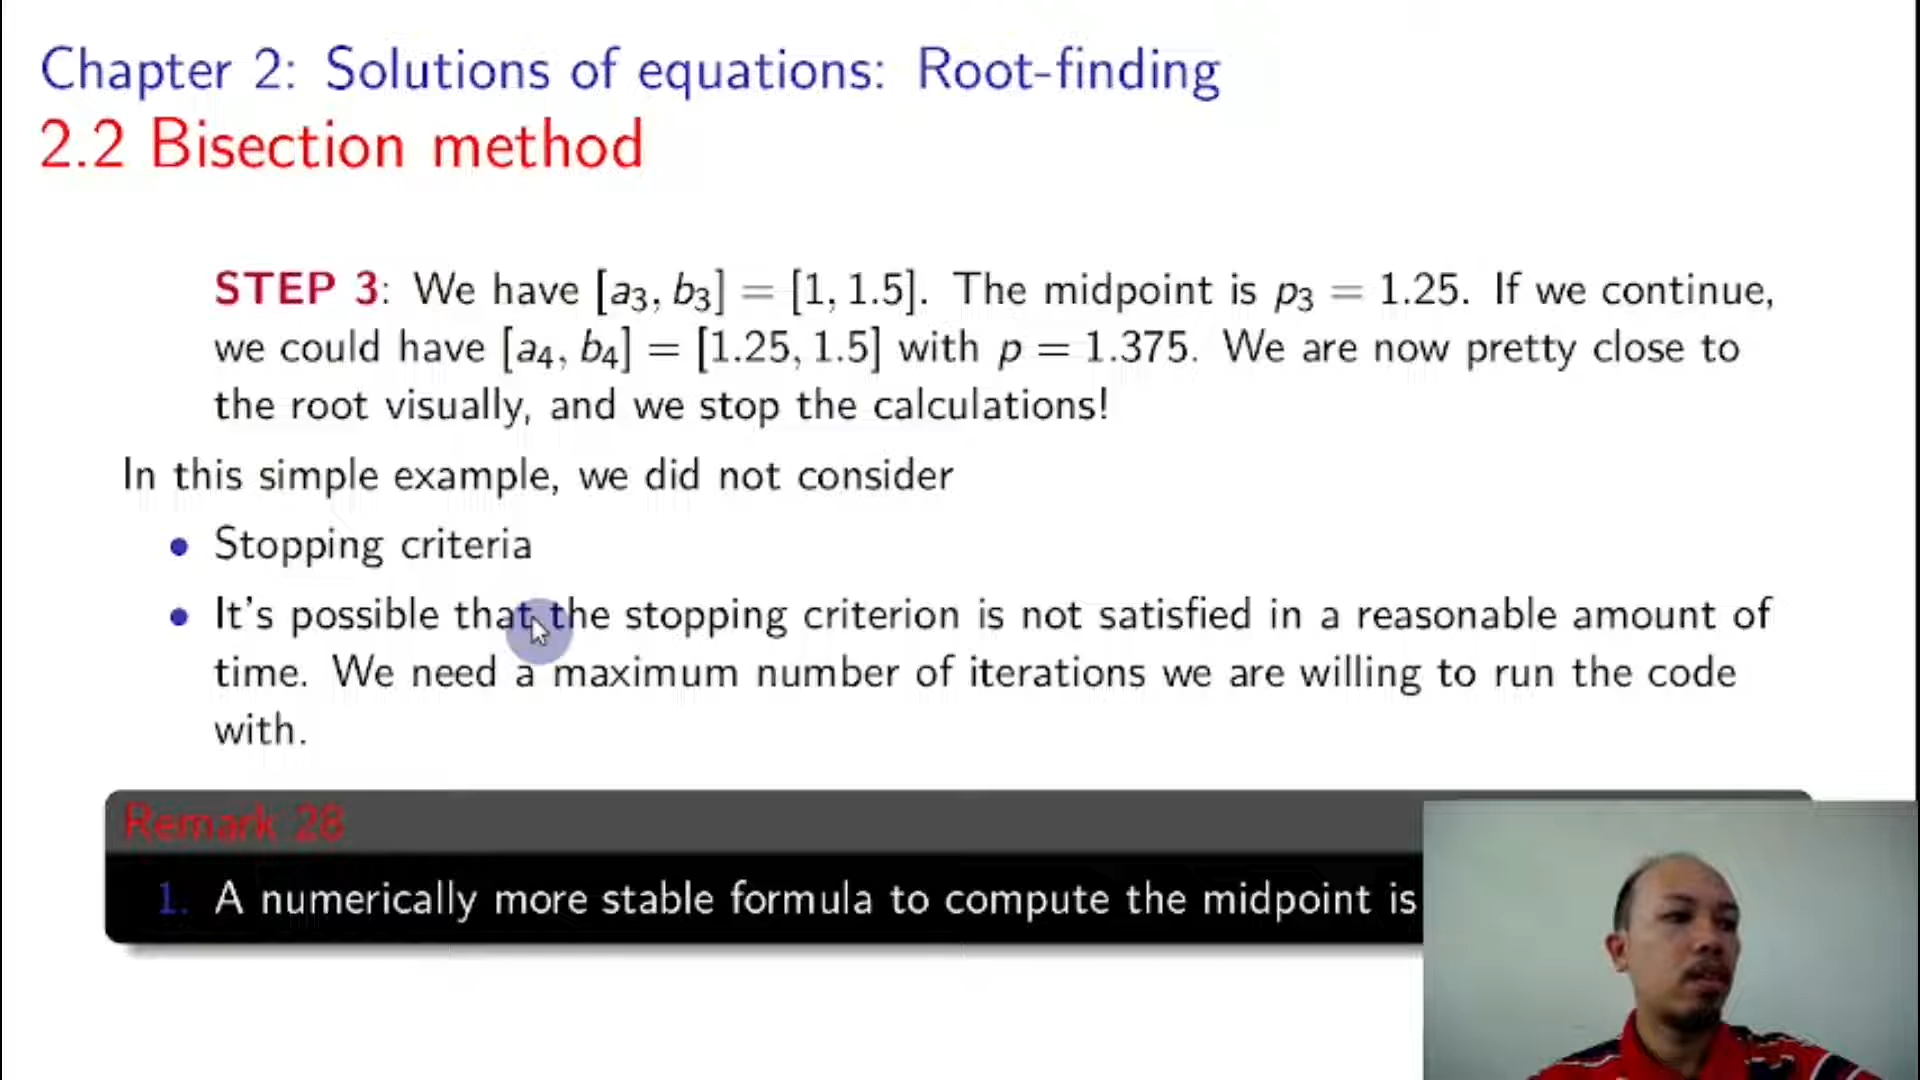 Chapter 2: Solutions of equations: Root-finding
2.2 Bisection method
STEP 3: We have [a₃, b₃] = [1, 1.5]. The midpoint is p₃ = 1.25. If we continue,
we could have [a₄, b₄] = [1.25, 1.5] with p = 1.375. We are now pretty close to
the root visually, and we stop the calculations!
In this simple example, we did not consider
• Stopping criteria
• It's possible that the stopping criterion is not satisfied in a reasonable amount of
time. We need a maximum number of iterations we are willing to run the code
with.
Remark 28
1. A numerically more stable formula to compute the midpoint is